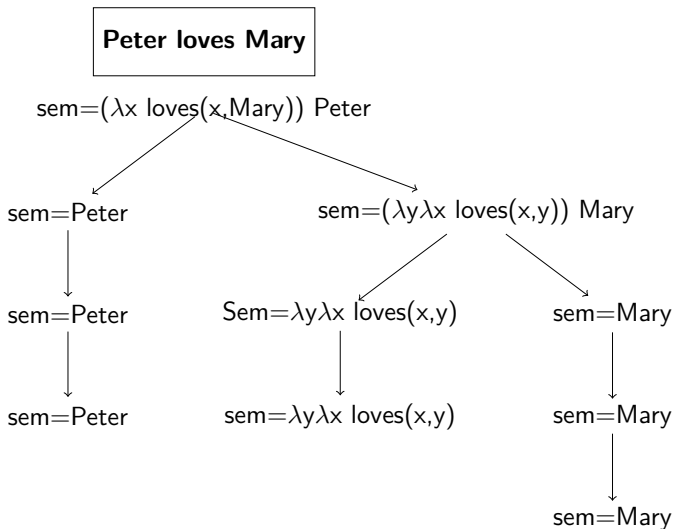 Peter loves Mary
sem=(λx loves(x,Mary)) Peter
sem=Peter
sem=(λyλx loves(x,y)) Mary
sem=Peter
Sem=λyλx loves(x,y)
sem=Mary
sem=Peter
sem=λyλx loves(x,y)
sem=Mary
sem=Mary